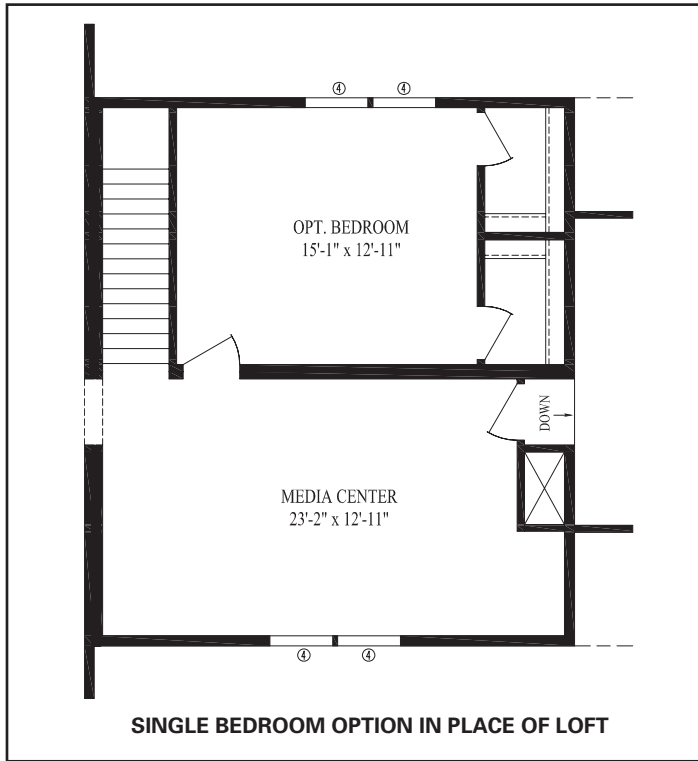 ④ ④
OPT. BEDROOM
15'-1" x 12'-11"
DOWN
MEDIA CENTER
23'-2" x 12'-11"
④ ④
SINGLE BEDROOM OPTION IN PLACE OF LOFT